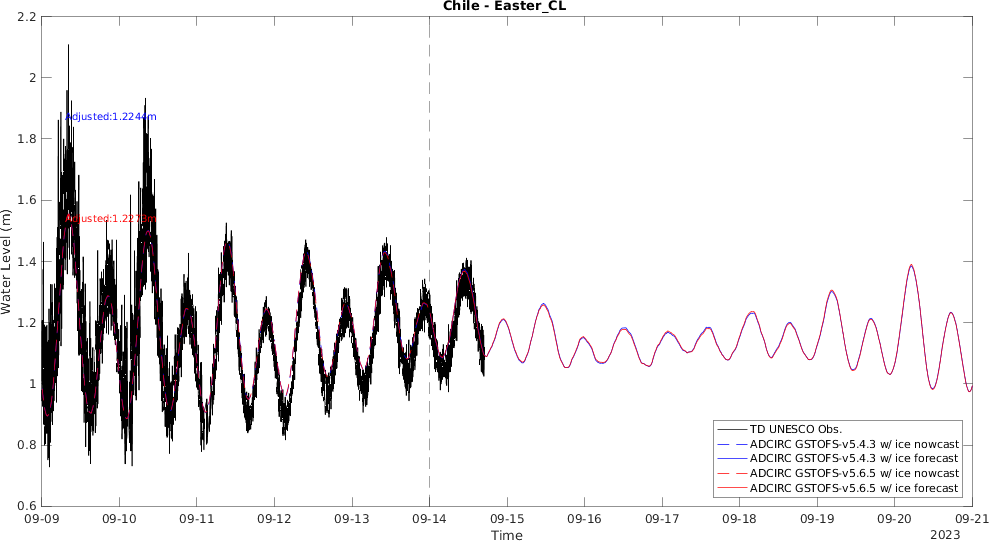 Chile - Easter_CL
2.2
2
1.8
1.6
1.4
1.2
1
0.8
0.6
Water Level (m)
Adjusted:1.2244m
Adjusted:1.2273m
TD UNESCO Obs.
ADCIRC GSTOFS-v5.4.3 w/ ice nowcast
ADCIRC GSTOFS-v5.4.3 w/ ice forecast
ADCIRC GSTOFS-v5.6.5 w/ ice nowcast
ADCIRC GSTOFS-v5.6.5 w/ ice forecast
09-09 09-10 09-11 09-12 09-13 09-14 09-15 09-16 09-17 09-18 09-19 09-20 09-21
Time
2023